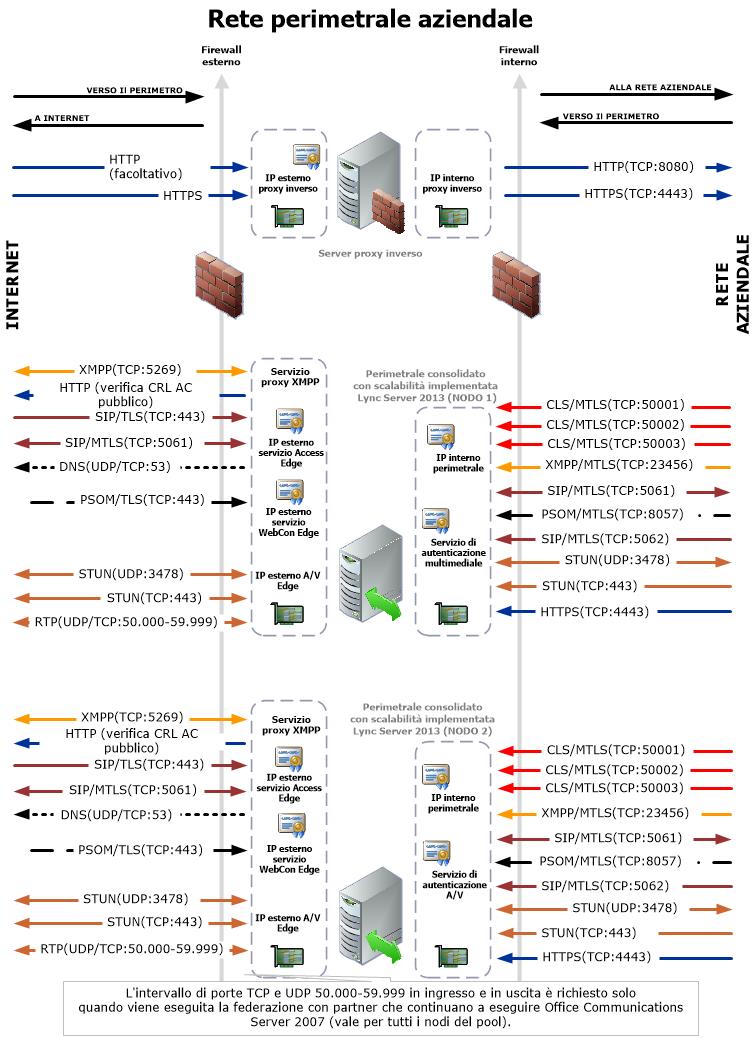 Rete perimetrale aziendale
Firewall
esterno
Firewall
interno
VERSO Il PERIMETRO
A INTERNET
ALLA RETE AZIENDALE
VERSO IL PERIMETRO
HTTP
(facoltativo)
HTTPS
IP esterno
proxy inverso
IP interno
proxy inverso
HTTP(TCP:8080)
HTTPS(TCP:4443)
Server proxy inverso
INTERNET
RETE
AZIENDALE
XMPP(TCP:5269)
HTTP (verifica CRL AC
pubblico)
SIP/TLS(TCP:443)
SIP/MTLS(TCP:5061)
DNS(UDP/TCP:53)
PSOM/TLS(TCP:443)
STUN(UDP:3478)
STUN(TCP:443)
RTP(UDP/TCP:50.000-59.999)
Servizio
proxy XMPP
IP esterno
servizio Access
Edge
IP esterno
servizio
WebCon Edge
IP esterno A/V
Edge
Perimetrale consolidato
con scalabilità implementata
Lync Server 2013 (NODO 1)
IP interno
perimetrale
Servizio di
autenticazione
multimediale
CLS/MTLS(TCP:50001)
CLS/MTLS(TCP:50002)
CLS/MTLS(TCP:50003)
XMPP/MTLS(TCP:23456)
SIP/MTLS(TCP:5061)
PSOM/MTLS(TCP:8057)
SIP/MTLS(TCP:5062)
STUN(UDP:3478)
STUN(TCP:443)
HTTPS(TCP:4443)
XMPP(TCP:5269)
HTTP (verifica CRL AC
pubblico)
SIP/TLS(TCP:443)
SIP/MTLS(TCP:5061)
DNS(UDP/TCP:53)
PSOM/TLS(TCP:443)
STUN(UDP:3478)
STUN(TCP:443)
RTP(UDP/TCP:50.000-59.999)
Servizio
proxy XMPP
IP esterno
servizio Access
Edge
IP esterno
servizio
WebCon Edge
IP esterno A/V
Edge
Perimetrale consolidato
con scalabilità implementata
Lync Server 2013 (NODO 2)
IP interno
perimetrale
Servizio di
autenticazione
A/V
CLS/MTLS(TCP:50001)
CLS/MTLS(TCP:50002)
CLS/MTLS(TCP:50003)
XMPP/MTLS(TCP:23456)
SIP/MTLS(TCP:5061)
PSOM/MTLS(TCP:8057)
SIP/MTLS(TCP:5062)
STUN(UDP:3478)
STUN(TCP:443)
HTTPS(TCP:4443)
L'intervallo di porte TCP e UDP 50.000-59.999 in ingresso e in uscita è richiesto solo
quando viene eseguita la federazione con partner che continuano a eseguire Office Communications
Server 2007 (vale per tutti i nodi del pool).